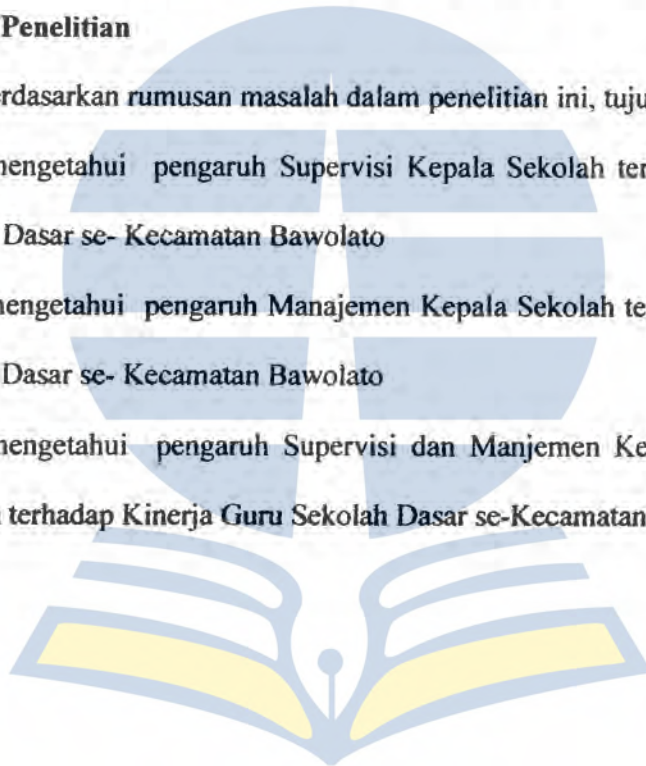 Penelitian
rdasarkan rumusan masalah dalam penelitian ini, tuju
nengetahui pengaruh Supervisi Kepala Sekolah ter
Dasar se- Kecamatan Bawolato
nengetahui pengaruh Manajemen Kepala Sekolah te
Dasar se- Kecamatan Bawolato
nengetahui pengaruh Supervisi dan Manjemen Ke
terhadap Kinerja Guru Sekolah Dasar se-Kecamatan